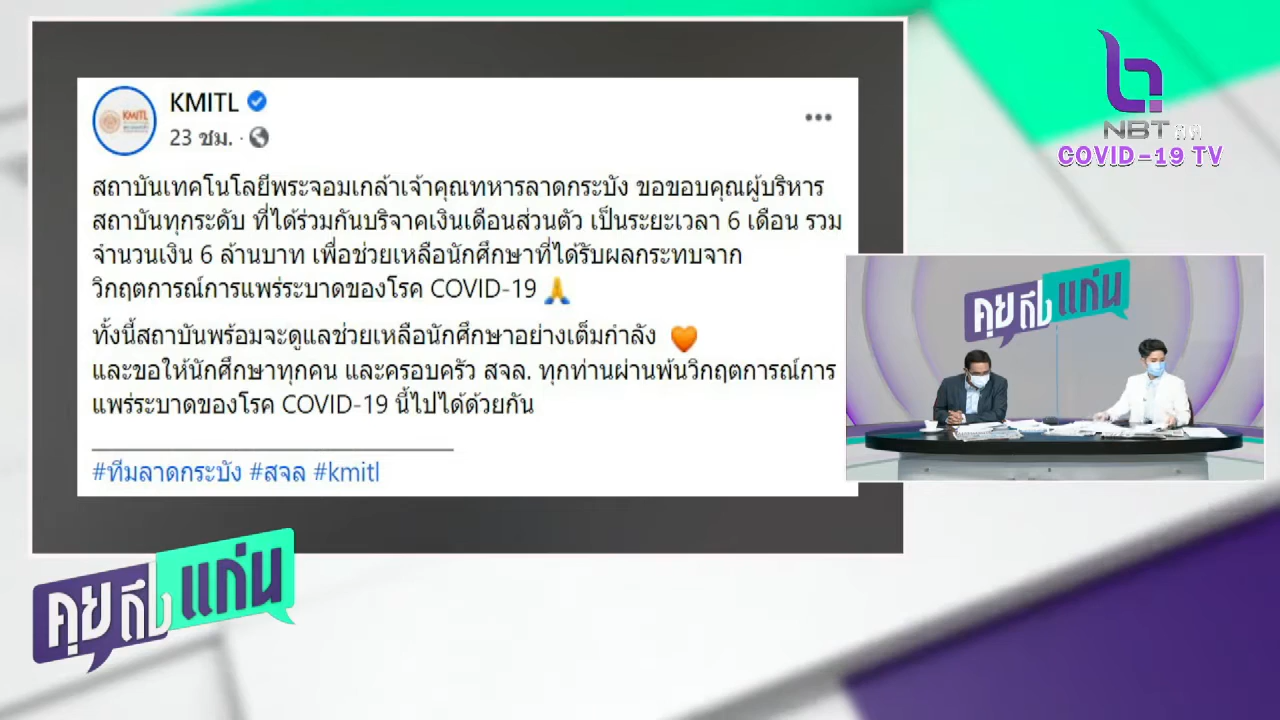 KMITL
23 ชม.
สถาบันเทคโนโลยีพระจอมเกล้าเจ้าคุณทหารลาดกระบัง ขอขอบคุณผู้บริหาร
สถาบันทุกระดับ ที่ได้ร่วมกันบริจาคเงินเดือนส่วนตัว เป็นระยะเวลา 6 เดือน รวม
จำนวนเงิน 6 ล้านบาท เพื่อช่วยเหลือนักศึกษาที่ได้รับผลกระทบจาก
วิกฤตการณ์การแพร่ระบาดของโรค COVID-19 🙏
ทั้งนี้สถาบันพร้อมจะดูแลช่วยเหลือนักศึกษาอย่างเต็มกำลัง 🧡
และขอให้นักศึกษาทุกคน และครอบครัว สจล. ทุกท่านผ่านพ้นวิกฤตการณ์การ
แพร่ระบาดของโรค COVID-19 นี้ไปได้ด้วยกัน
#ทีมลาดกระบัง #สจล #kmitl
NBT
COVID-19 TV
คุยถึงแก่น
คุยถึงแก่น